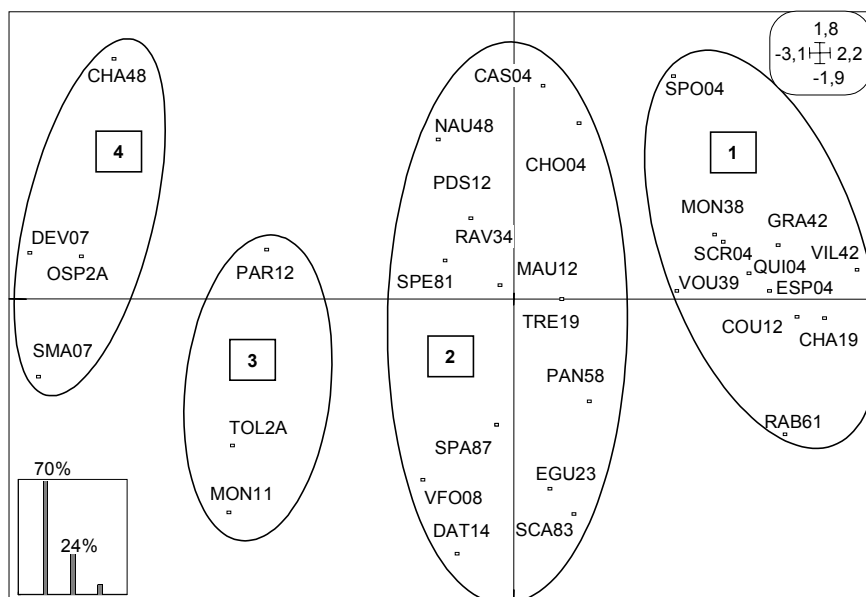 1,8
-3,1 2,2
-1,9
CHA48
CAS04
SPO04
NAU48
4
CHO04
1
PDS12
MON38
GRA42
DEV07
RAV34
SCR04
VIL42
OSP2A
PAR12
SPE81
MAU12
QUI04
VOU39
ESP04
TRE19
COU12
CHA19
SMA07
3
2
PAN58
TOL2A
SPA87
RAB61
70%
MON11
VFO08
EGU23
24%
DAT14
SCA83